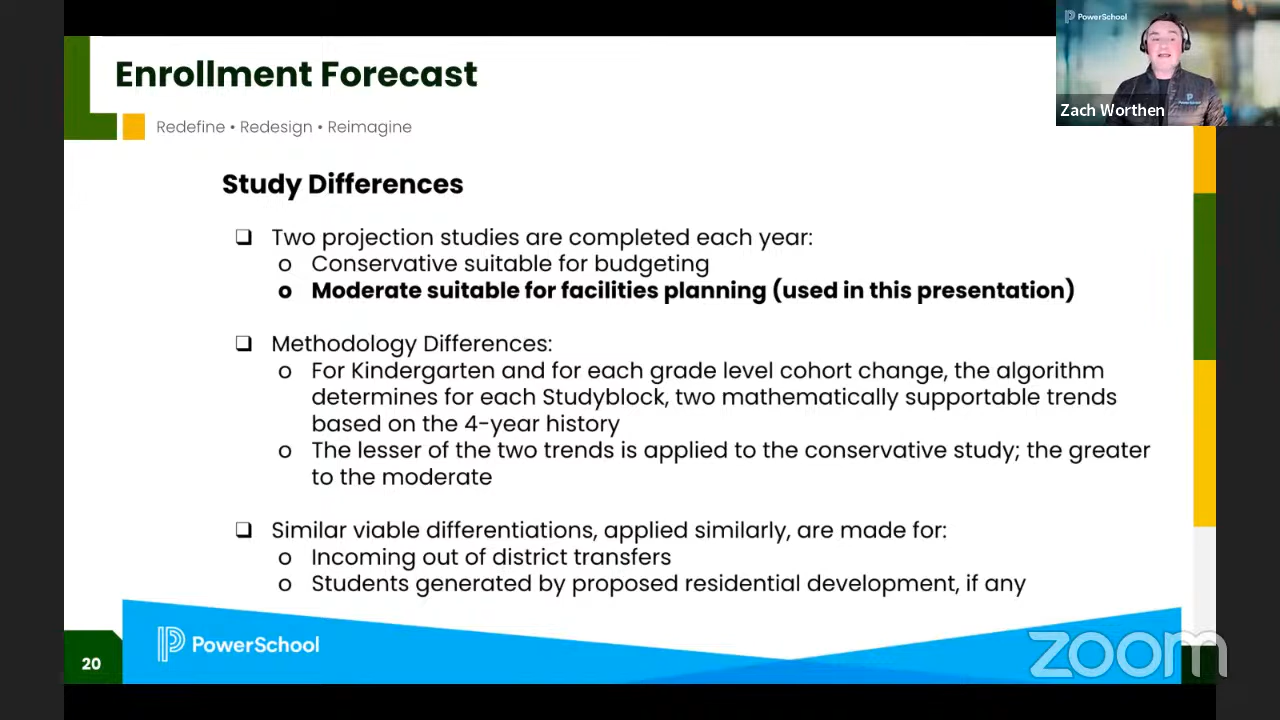 Enrollment Forecast
Redefine • Redesign • Reimagine
PowerSchool
Zach Worthen
Study Differences
❑ Two projection studies are completed each year:
o Conservative suitable for budgeting
o Moderate suitable for facilities planning (used in this presentation)
❑ Methodology Differences:
o For Kindergarten and for each grade level cohort change, the algorithm
determines for each Studyblock, two mathematically supportable trends
based on the 4-year history
o The lesser of the two trends is applied to the conservative study; the greater
to the moderate
❑ Similar viable differentiations, applied similarly, are made for:
o Incoming out of district transfers
o Students generated by proposed residential development, if any
PowerSchool
20
zoom